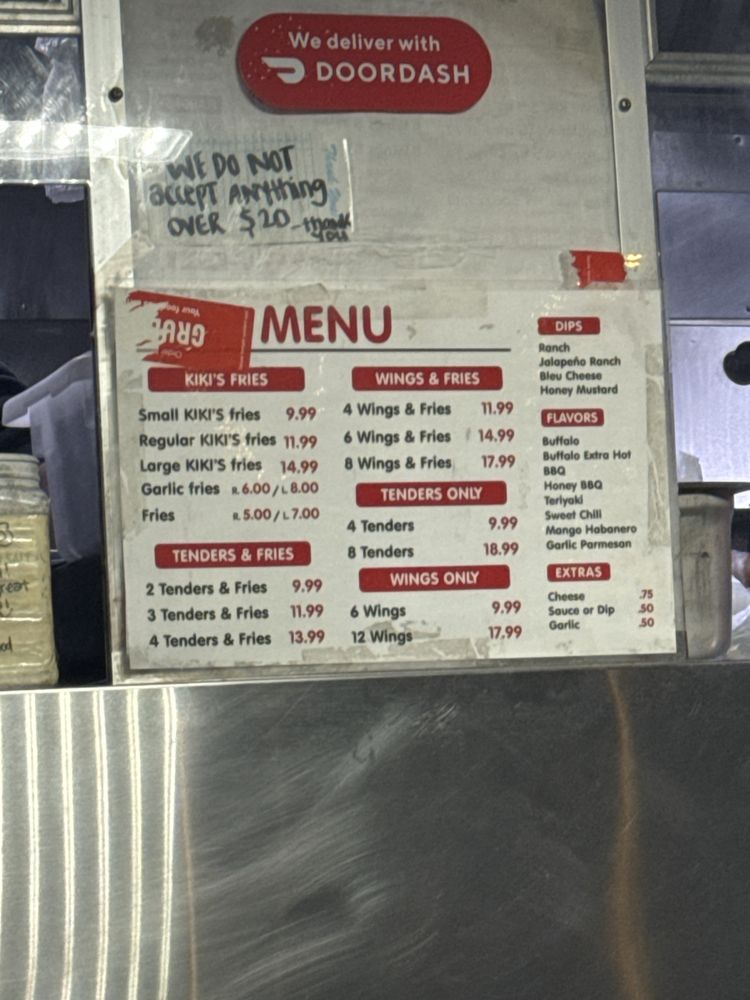 We deliver with
DOORDASH
WE DO NOT
accept ANYthing
OVER $20 - thank
you
GRUB
Your food
Order
MENU
KIKI'S FRIES
Small KIKI'S fries 9.99
Regular KIKI'S fries 11.99
Large KIKI'S fries 14.99
Garlic fries R. 6.00 / L 8.00
Fries R. 5.00 / L. 7.00
TENDERS & FRIES
2 Tenders & Fries 9.99
3 Tenders & Fries 11.99
4 Tenders & Fries 13.99
WINGS & FRIES
4 Wings & Fries 11.99
6 Wings & Fries 14.99
8 Wings & Fries 17.99
TENDERS ONLY
4 Tenders 9.99
8 Tenders 18.99
WINGS ONLY
6 Wings 9.99
12 Wings 17.99
DIPS
Ranch
Jalapeño Ranch
Bleu Cheese
Honey Mustard
FLAVORS
Buffalo
Buffalo Extra Hot
BBQ
Honey BBQ
Teriyaki
Sweet Chili
Mango Habanero
Garlic Parmesan
EXTRAS
Cheese .75
Sauce or Dip .50
Garlic .50